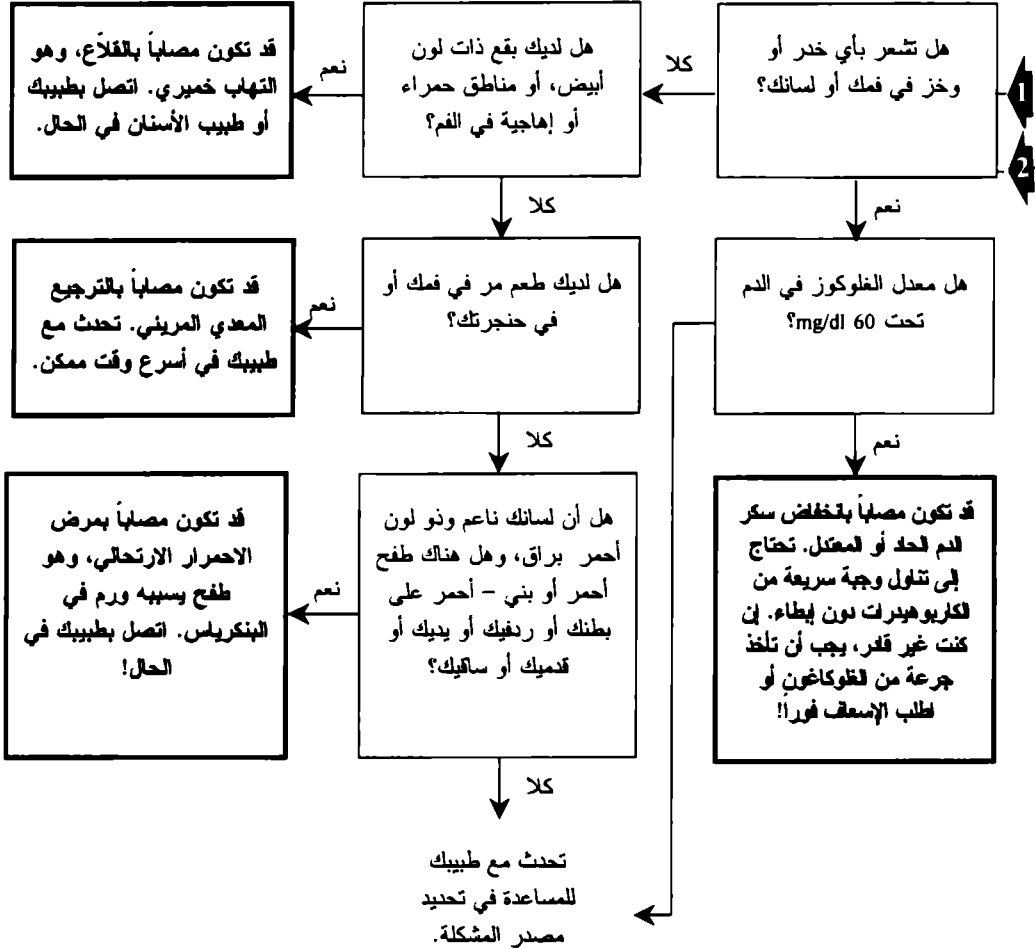 1
2
هل تشعر بأي خدر أو
وخز في فمك أو لسانك؟
كلا
هل لديك بقع ذات لون
أبيض، أو مناطق حمراء
أو إهاجية في الفم؟
نعم
قد تكون مصاباً بالقلاّع، وهو
التهاب خميري. اتصل بطبيبك
أو طبيب الأسنان في الحال.
نعم
كلا
هل معدل الغلوكوز في الدم
تحت 60 mg/dl؟
هل لديك طعم مر في فمك أو
في حنجرتك؟
نعم
قد تكون مصاباً بالترجيع
المعدي المريئي. تحدث مع
طبيبك في أسرع وقت ممكن.
نعم
كلا
قد تكون مصاباً بانخفاض سكر
الدم الحاد أو المعتدل. تحتاج
إلى تناول وجبة سريعة من
الكاربوهيدرات دون إبطاء. إن
كنت غير قادر، يجب أن تأخذ
جرعة من الغلوكاغون أو
اطلب الإسعاف فوراً!
هل أن لسانك ناعم وذو لون
أحمر براق، وهل هناك طفح
أحمر أو بني – أحمر على
بطنك أو ردفيك أو يديك أو
قدميك أو ساقيك؟
نعم
قد تكون مصاباً بمرض
الاحمرار الارتحالي، وهو
طفح يسببه ورم في
البنكرياس. اتصل بطبيبك في
الحال!
كلا
تحدث مع طبيبك
للمساعدة في تحديد
مصدر المشكلة.